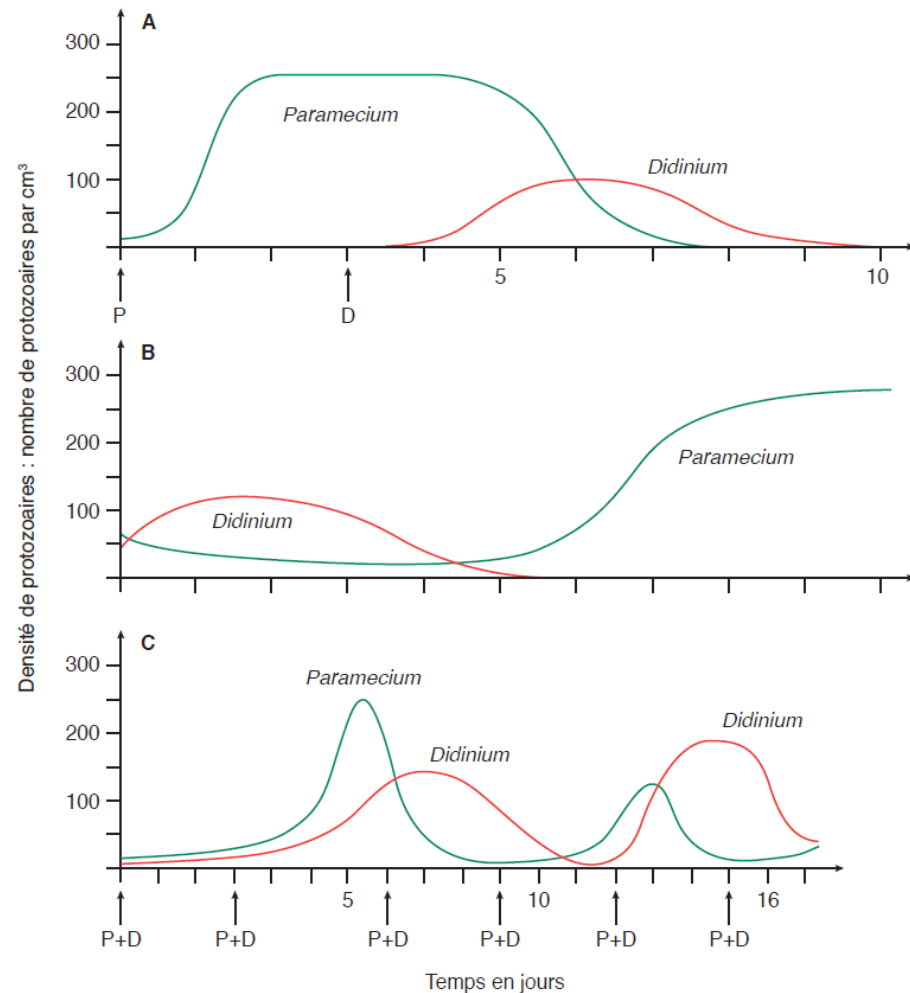 Densité de protozoaires : nombre de protozoaires par cm³
A
300
200
100
Paramecium
Didinium
5
10
P
D
B
300
200
100
Didinium
Paramecium
C
300
200
100
Paramecium
Didinium
Didinium
5
10
16
P+D
P+D
P+D
P+D
P+D
P+D
Temps en jours